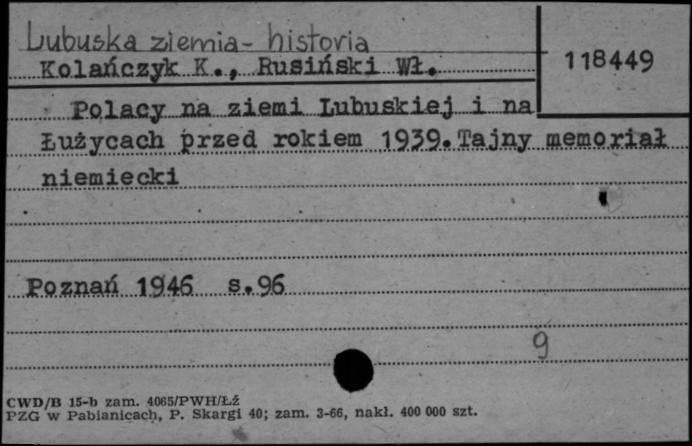 Lubuska ziemia - historia
118449
Kolańczyk K., Rusiński Wł.
Polacy na ziemi Lubuskiej i na
Łużycach przed rokiem 1939. Tajny memoriał
niemiecki
Poznań 1946 s. 96
9
CWD/B 15-b zam. 4065/PWH/ŁŹ
PZG w Pabianicach, P. Skargi 40; zam. 3-66, nakł. 400 000 szt.